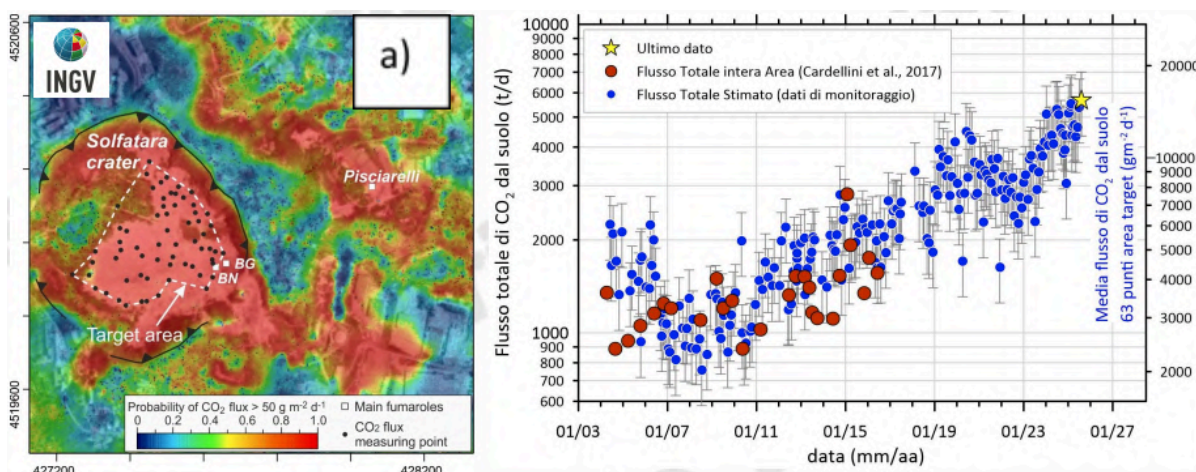 4520600
4519600
INGV
a)
Solfatara
crater
Pisciarelli
BG
BN
Target area
Probability of CO₂ flux > 50 g m⁻² d⁻¹
0 0.2 0.4 0.6 0.8 1.0
Main fumaroles
CO₂ flux
measuring point
427200
428200
Flusso totale di CO₂ dal suolo (t/d)
10000
9000
8000
7000
6000
5000
4000
3000
2000
1000
900
800
700
600
Ultimo dato
Flusso Totale intera Area (Cardellini et al., 2017)
Flusso Totale Stimato (dati di monitoraggio)
01/03 01/07 01/11 01/15 01/19 01/23 01/27
data (mm/aa)
20000
10000
9000
8000
7000
6000
5000
4000
3000
2000
Media flusso di CO₂ dal suolo
63 punti area target (gm⁻² d⁻¹)